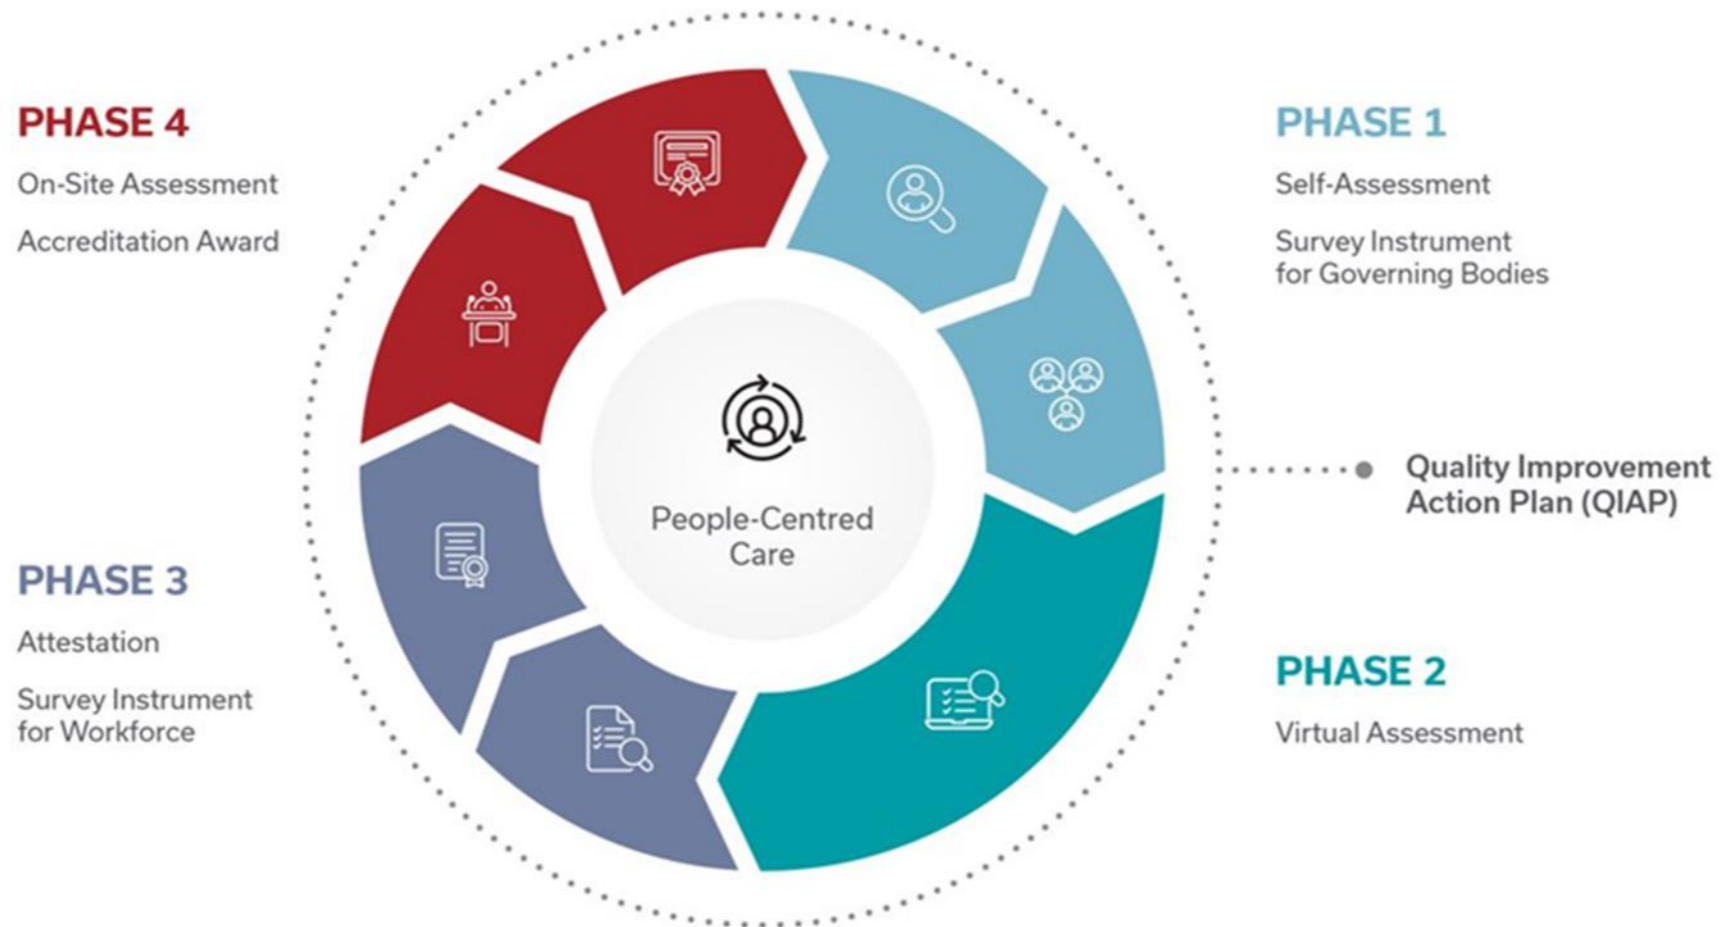 PHASE 4
On-Site Assessment
Accreditation Award
PHASE 1
Self-Assessment
Survey Instrument
for Governing Bodies
People-Centred
Care
Quality Improvement
Action Plan (QIAP)
PHASE 3
Attestation
Survey Instrument
for Workforce
PHASE 2
Virtual Assessment